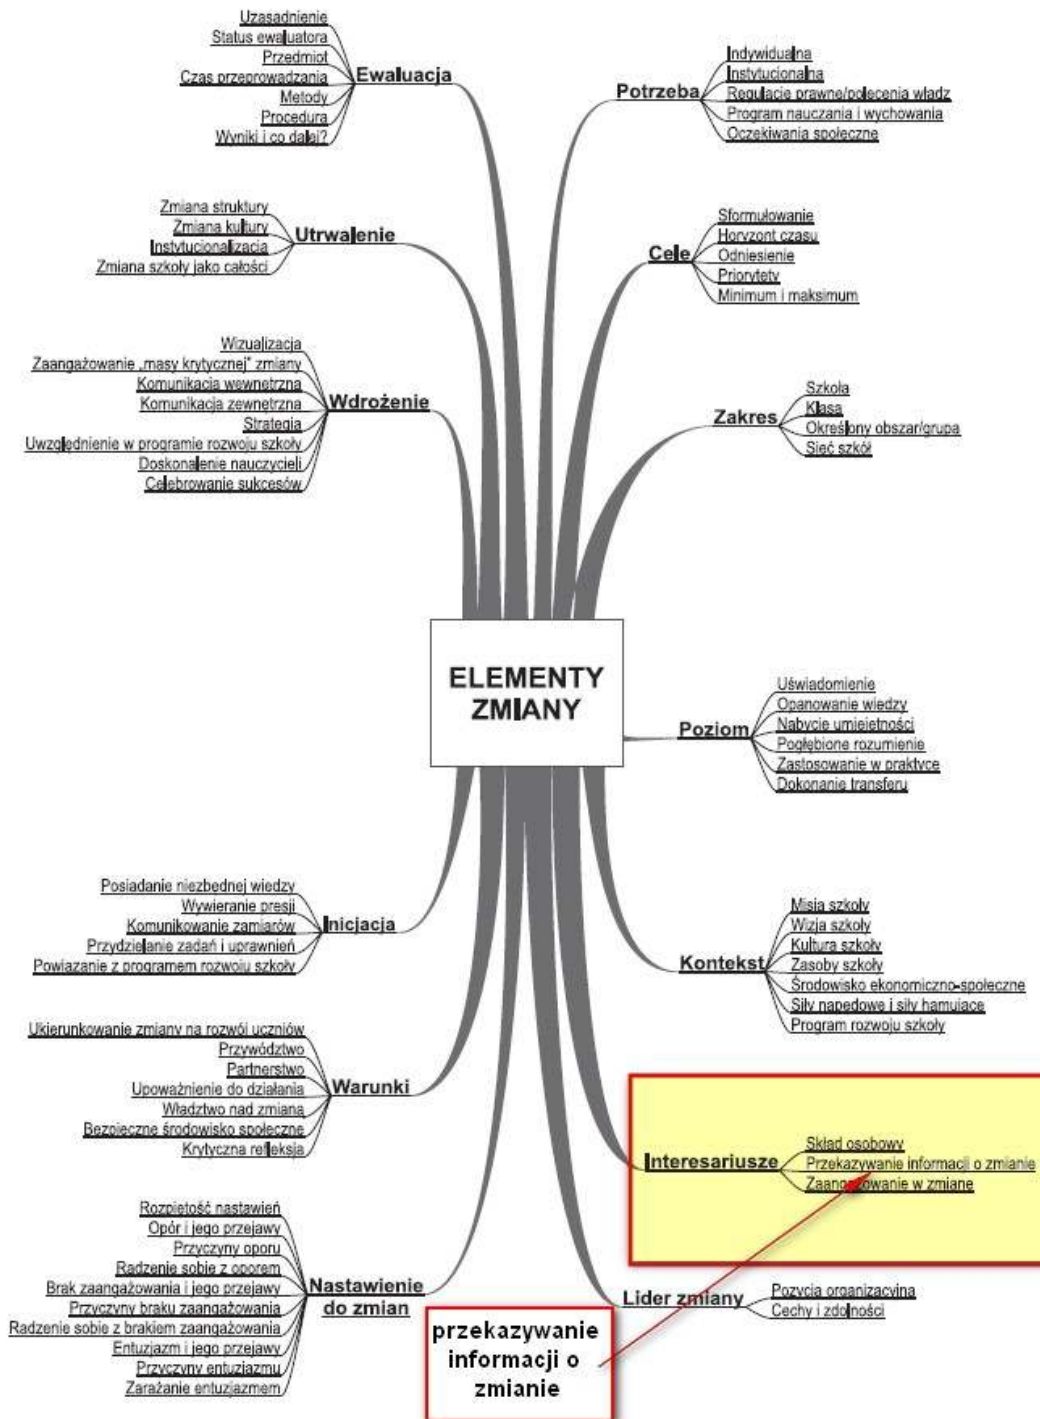 Uzasadnienie
Status ewaluatora
Przedmiot
Czas przeprowadzania
Metody
Procedura
Wyniki i co dalej?
Ewaluacja
Zmiana struktury
Zmiana kultury
Instytucjonalizacja
Zmiana szkoły jako całości
Utrwalenie
Wizualizacja
Zaangażowanie „masy krytycznej" zmiany
Komunikacja wewnętrzna
Komunikacja zewnętrzna
Strategia
Uwzględnienie w programie rozwoju szkoły
Doskonalenie nauczycieli
Celebrowanie sukcesów
Wdrożenie
Potrzeba
Indywidualna
Instytucjonalna
Regulacje prawne/polecenia władz
Program nauczania i wychowania
Oczekiwania społeczne
Cele
Sformułowanie
Horyzont czasu
Odniesienie
Priorytety
Minimum i maksimum
Zakres
Szkoła
Klasa
Określony obszar/grupa
Sieć szkół
ELEMENTY
ZMIANY
Poziom
Uświadomienie
Opanowanie wiedzy
Nabycie umiejętności
Pogłębione rozumienie
Zastosowanie w praktyce
Dokonanie transferu
Posiadanie niezbędnej wiedzy
Wywieranie presji
Komunikowanie zamiarów
Przydzielanie zadań i uprawnień
Powiązanie z programem rozwoju szkoły
Inicjacja
Kontekst
Misja szkoły
Wizja szkoły
Kultura szkoły
Zasoby szkoły
Środowisko ekonomiczno-społeczne
Siły napędowe i siły hamujące
Program rozwoju szkoły
Ukierunkowanie zmiany na rozwój uczniów
Przywództwo
Partnerstwo
Upoważnienie do działania
Władztwo nad zmianą
Bezpieczne środowisko społeczne
Krytyczna refleksja
Warunki
Interesariusze
Skład osobowy
Przekazywanie informacji o zmianie
Zaangażowanie w zmianę
Rozpiętość nastawień
Opór i jego przejawy
Przyczyny oporu
Radzenie sobie z oporem
Brak zaangażowania i jego przejawy
Przyczyny braku zaangażowania
Radzenie sobie z brakiem zaangażowania
Entuzjazm i jego przejawy
Przyczyny entuzjazmu
Zarażanie entuzjazmem
Nastawienie
do zmian
Lider zmiany
Pozycja organizacyjna
Cechy i zdolności
przekazywanie
informacji o
zmianie